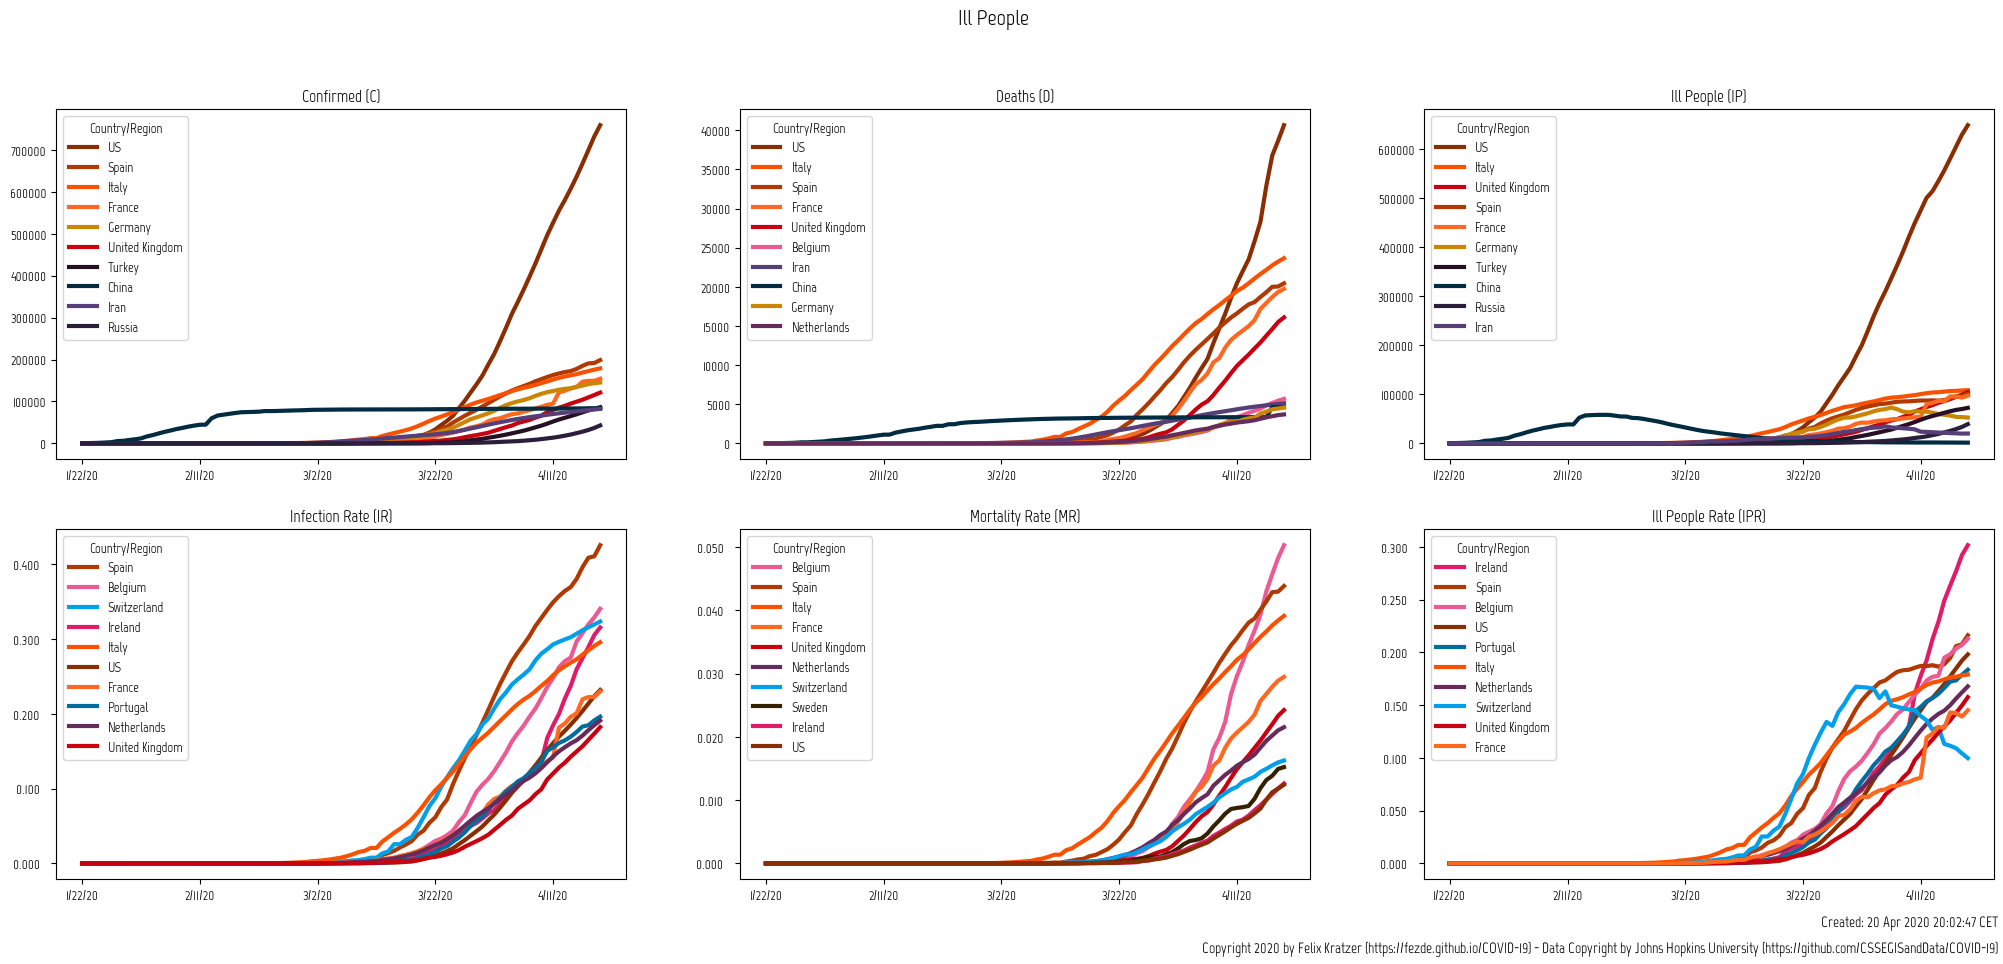 Ill People
Confirmed (C)
Country/Region
US
Spain
Italy
France
Germany
United Kingdom
Turkey
China
Iran
Russia
700000
600000
500000
400000
300000
200000
100000
0
1/22/20 2/11/20 3/2/20 3/22/20 4/11/20
Deaths (D)
Country/Region
US
Italy
Spain
France
United Kingdom
Belgium
Iran
China
Germany
Netherlands
40000
35000
30000
25000
20000
15000
10000
5000
0
1/22/20 2/11/20 3/2/20 3/22/20 4/11/20
Ill People (IP)
Country/Region
US
Italy
United Kingdom
Spain
France
Germany
Turkey
China
Russia
Iran
600000
500000
400000
300000
200000
100000
0
1/22/20 2/11/20 3/2/20 3/22/20 4/11/20
Infection Rate (IR)
Country/Region
Spain
Belgium
Switzerland
Ireland
Italy
US
France
Portugal
Netherlands
United Kingdom
0.400
0.300
0.200
0.100
0.000
1/22/20 2/11/20 3/2/20 3/22/20 4/11/20
Mortality Rate (MR)
Country/Region
Belgium
Spain
Italy
France
United Kingdom
Netherlands
Switzerland
Sweden
Ireland
US
0.050
0.040
0.030
0.020
0.010
0.000
1/22/20 2/11/20 3/2/20 3/22/20 4/11/20
Ill People Rate (IPR)
Country/Region
Ireland
Spain
Belgium
US
Portugal
Italy
Netherlands
Switzerland
United Kingdom
France
0.300
0.250
0.200
0.150
0.100
0.050
0.000
1/22/20 2/11/20 3/2/20 3/22/20 4/11/20
Created: 20 Apr 2020 20:02:47 CET
Copyright 2020 by Felix Kratzer (https://fezde.github.io/COVID-19) - Data Copyright by Johns Hopkins University (https://github.com/CSSEGISandData/COVID-19)